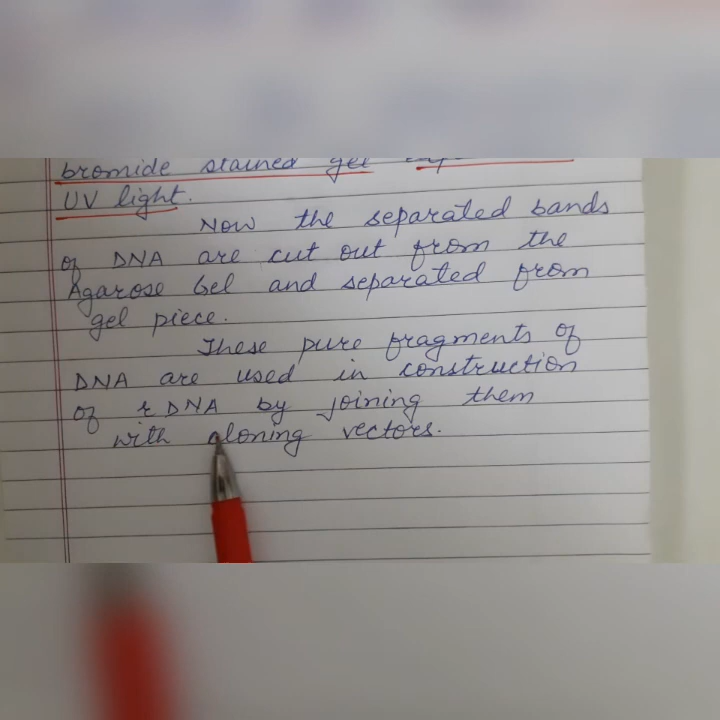 bromide stained gel
UV light.
Now the separated bands
of DNA are cut out from the
Agarose Gel and separated from
gel piece.
These pure fragments of
DNA are used in construction
of r DNA by joining them
with cloning vectors.